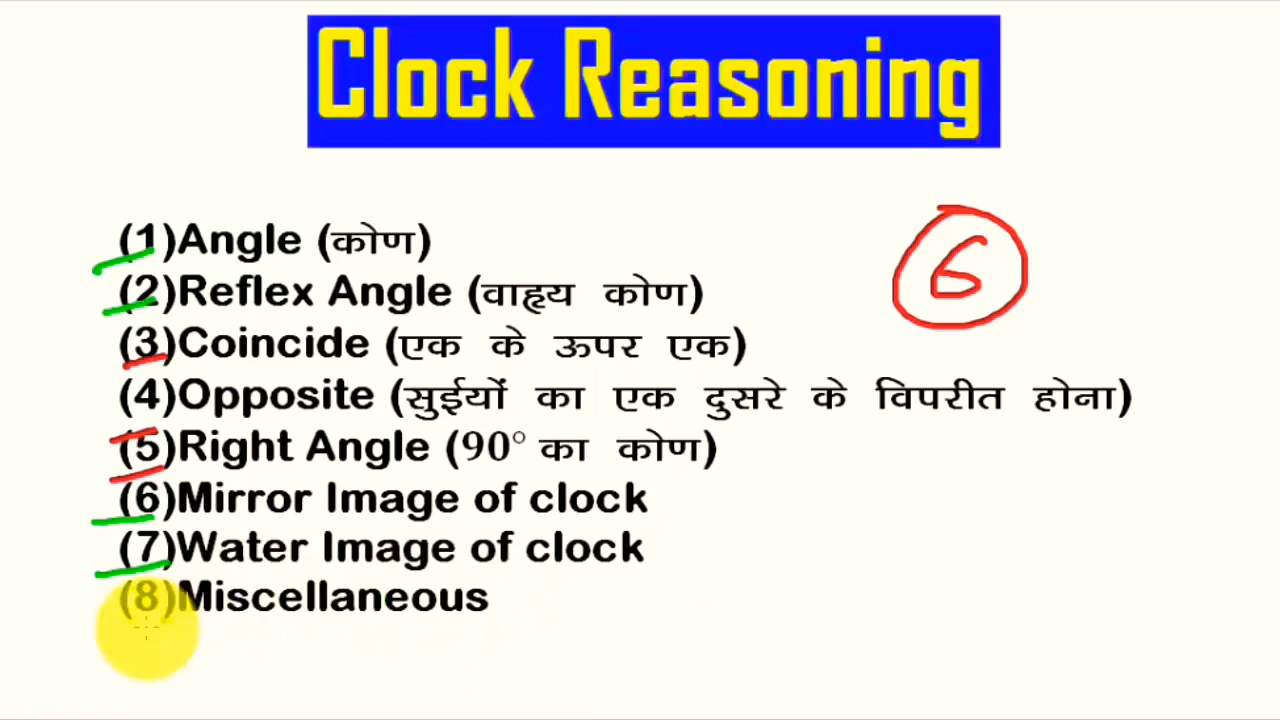 Clock Reasoning
(1)Angle (कोण)
6
(2)Reflex Angle (वाहृय कोण)
(3)Coincide (एक के ऊपर एक)
(4)Opposite (सुईयों का एक दुसरे के विपरीत होना)
(5)Right Angle (90° का कोण)
(6)Mirror Image of clock
(7)Water Image of clock
(8)Miscellaneous